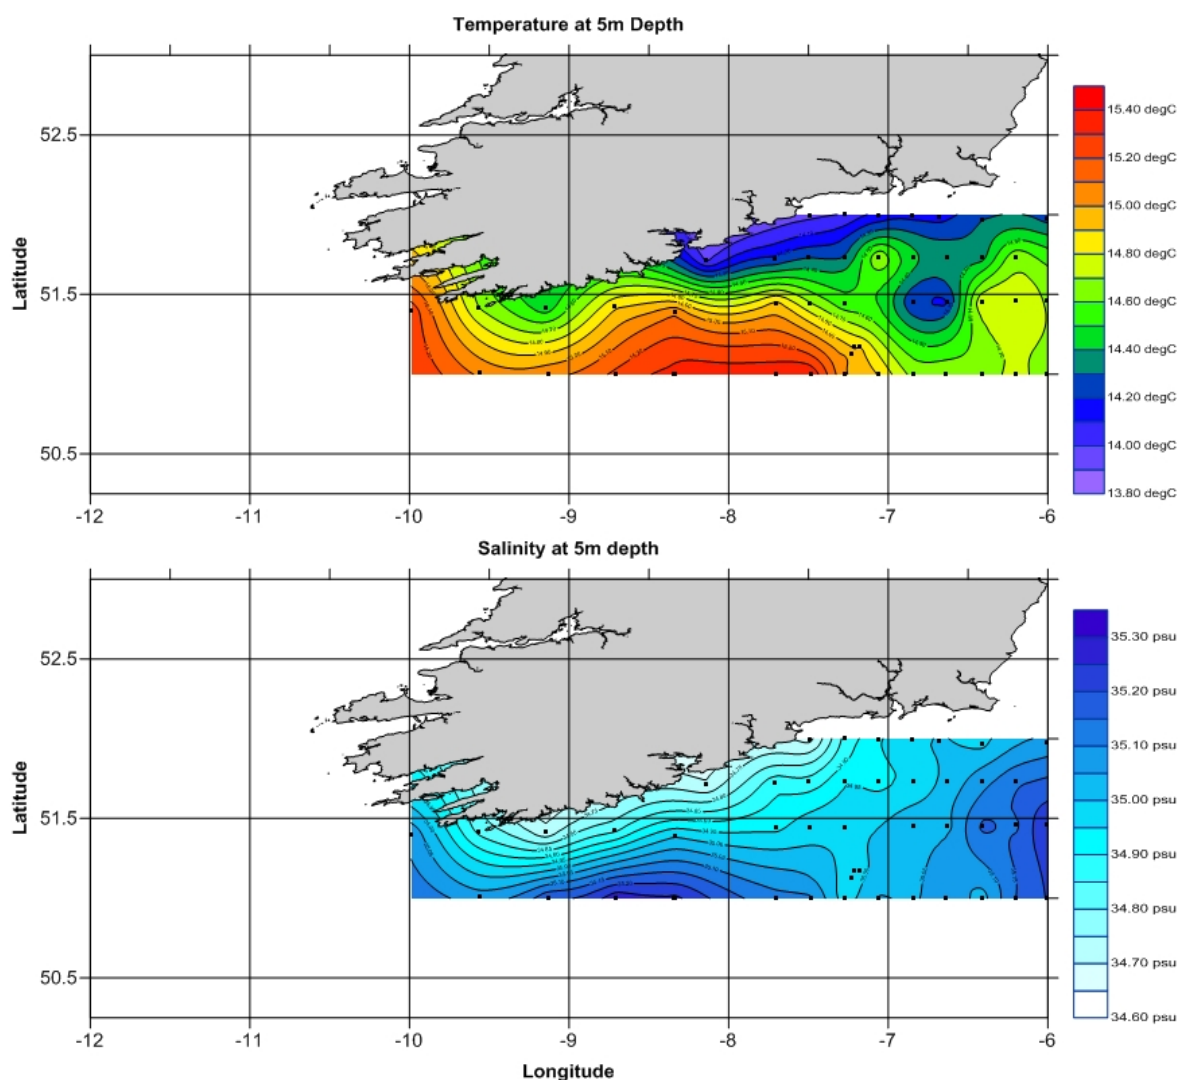 Temperature at 5m Depth
52.5
51.5
50.5
Latitude
-12
-11
-10
-9
-8
-7
-6
15.40 degC
15.20 degC
15.00 degC
14.80 degC
14.60 degC
14.40 degC
14.20 degC
14.00 degC
13.80 degC
Salinity at 5m depth
52.5
51.5
50.5
Latitude
-12
-11
-10
-9
-8
-7
-6
Longitude
35.30 psu
35.20 psu
35.10 psu
35.00 psu
34.90 psu
34.80 psu
34.70 psu
34.60 psu